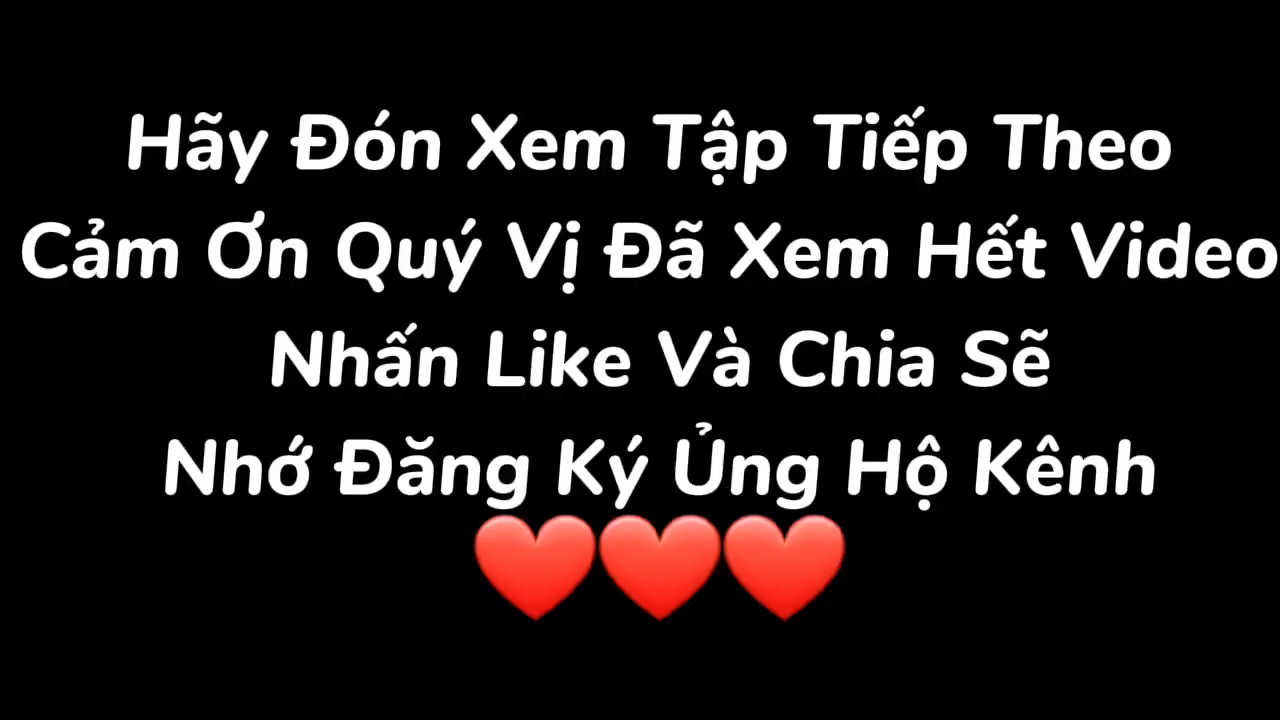 Hãy Đón Xem Tập Tiếp Theo
Cảm Ơn Quý Vị Đã Xem Hết Video
Nhấn Like Và Chia Sẽ
Nhớ Đăng Ký Ủng Hộ Kênh
❤️❤️❤️